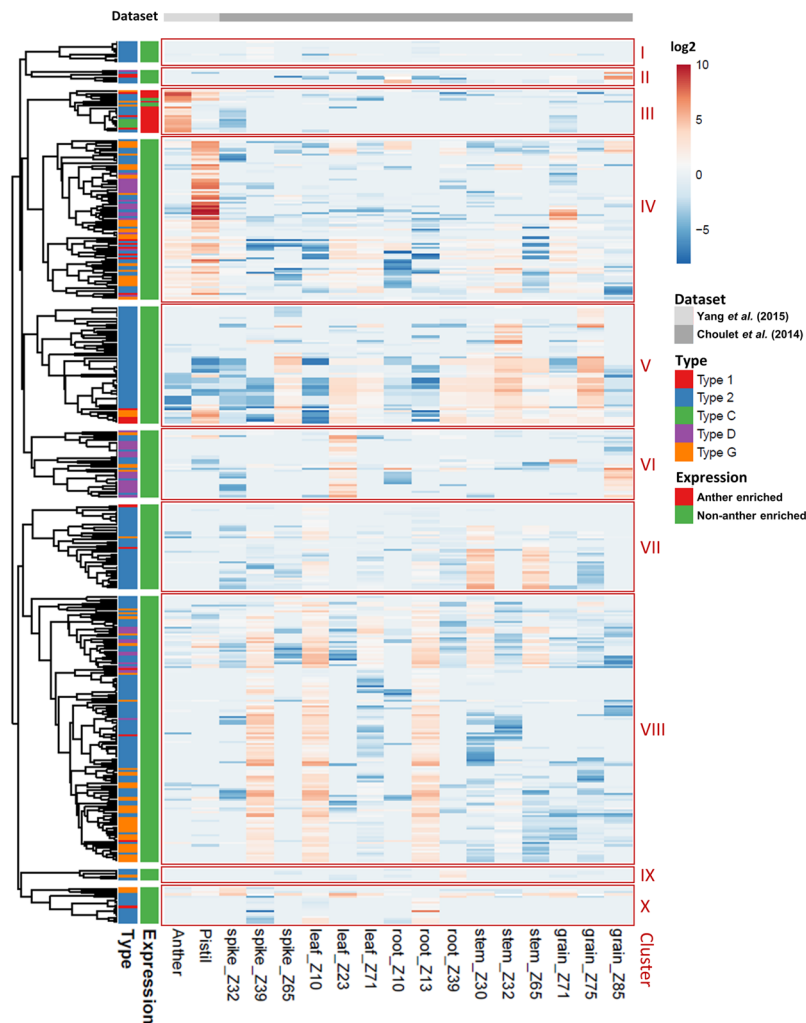 Dataset
I
II
III
IV
V
VI
VII
VIII
IX
X
Cluster
log2
10
5
0
−5
Dataset
Yang et al. (2015)
Choulet et al. (2014)
Type
Type 1
Type 2
Type C
Type D
Type G
Expression
Anther enriched
Non-anther enriched
Type
Expression
Anther
Pistil
spike_Z32
spike_Z39
spike_Z65
leaf_Z10
leaf_Z23
leaf_Z71
root_Z10
root_Z13
root_Z39
stem_Z30
stem_Z32
stem_Z65
grain_Z71
grain_Z75
grain_Z85